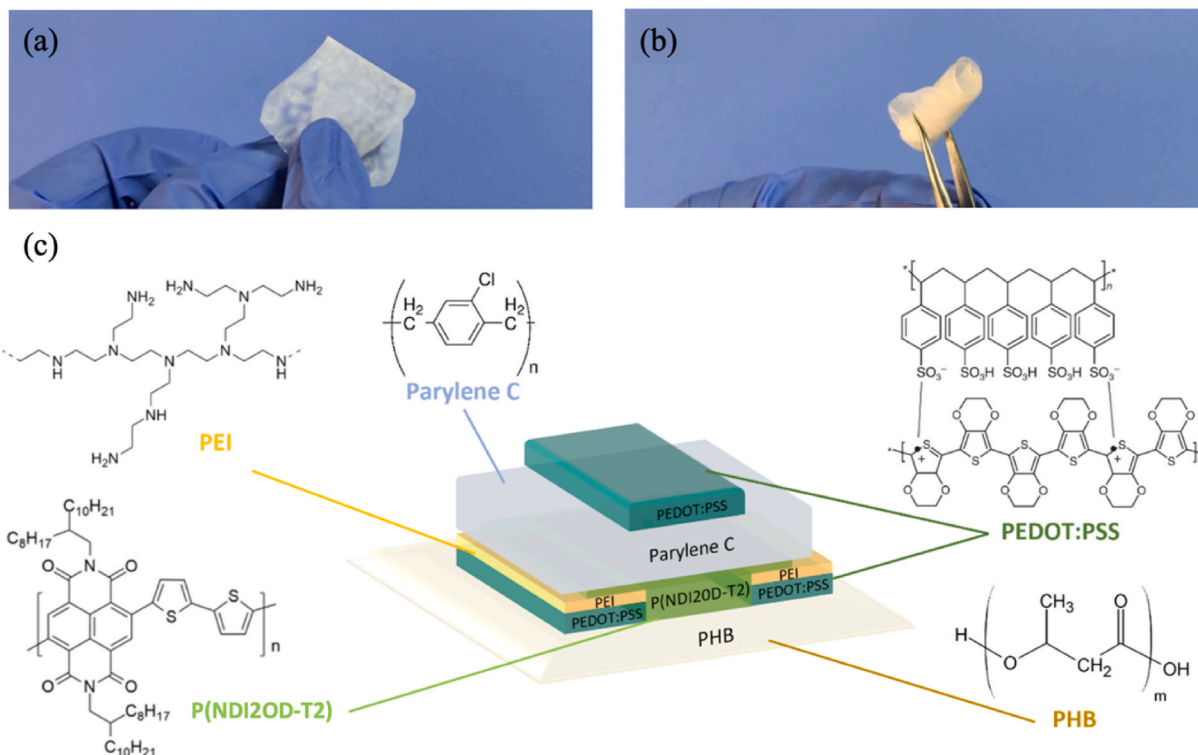 (a)
(b)
(c)
NH2
H2N
NH2
N
H2N
N
N
N
N
N
H
NH
N
H
NH
H2N
PEI
Cl
H2
C
H2
C
n
Parylene C
n
SO3−
SO3H
SO3H
SO3H
SO3−
O
O
O
O
O
O
S
S
S
S
S
S
+
+
O
O
O
O
O
O
PEDOT:PSS
C10H21
C8H17
O
N
O
S
S
n
O
N
O
C8H17
C10H21
P(NDI2OD-T2)
PEDOT:PSS
Parylene C
PEI
PEDOT:PSS
P(NDI2OD-T2)
PEI
PEDOT:PSS
PHB
CH3
O
H
O
CH2
OH
m
PHB